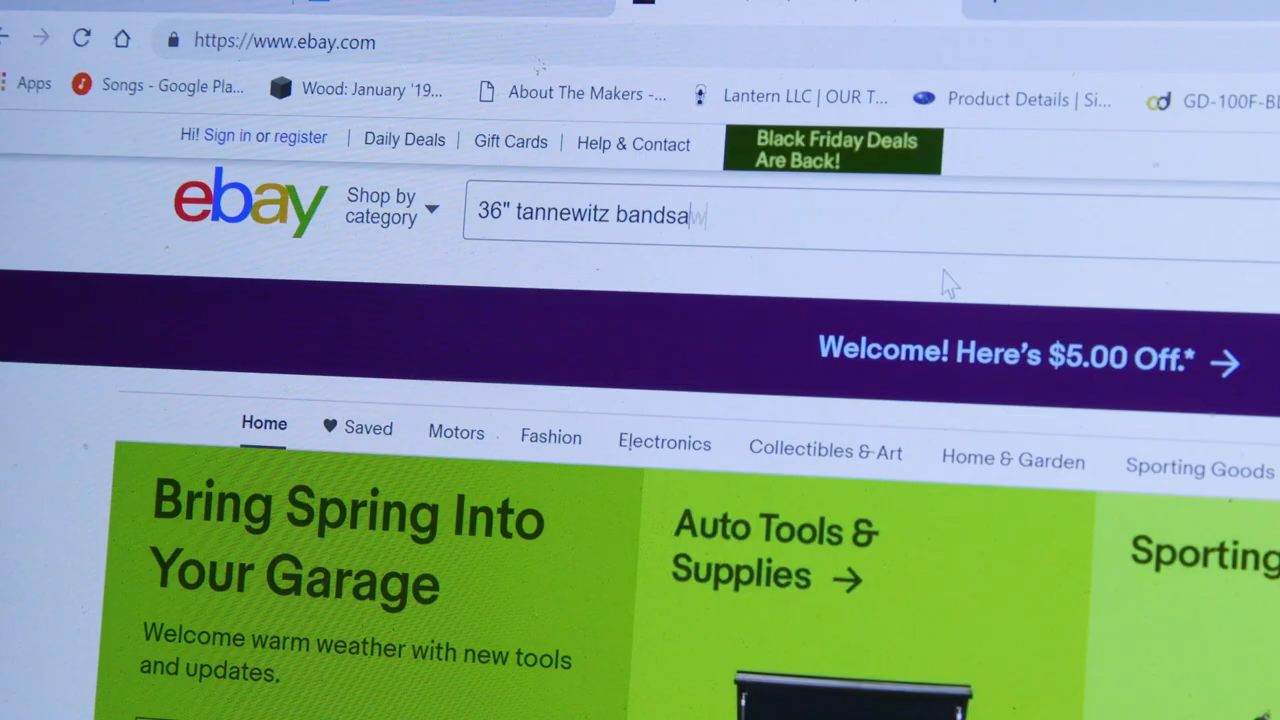 https://www.ebay.com
Apps
Songs - Google Pla...
Wood: January '19...
About The Makers -...
Lantern LLC | OUR T...
Product Details | Si...
GD-100F-B
Hi! Sign in or register
Daily Deals
Gift Cards
Help & Contact
Black Friday Deals
Are Back!
ebay
Shop by
category
36" tannewitz bandsaw
Welcome! Here's $5.00 Off.*
Home
Saved
Motors
Fashion
Electronics
Collectibles & Art
Home & Garden
Sporting Goods
Bring Spring Into
Your Garage
Welcome warm weather with new tools
and updates.
Auto Tools &
Supplies
Sporting